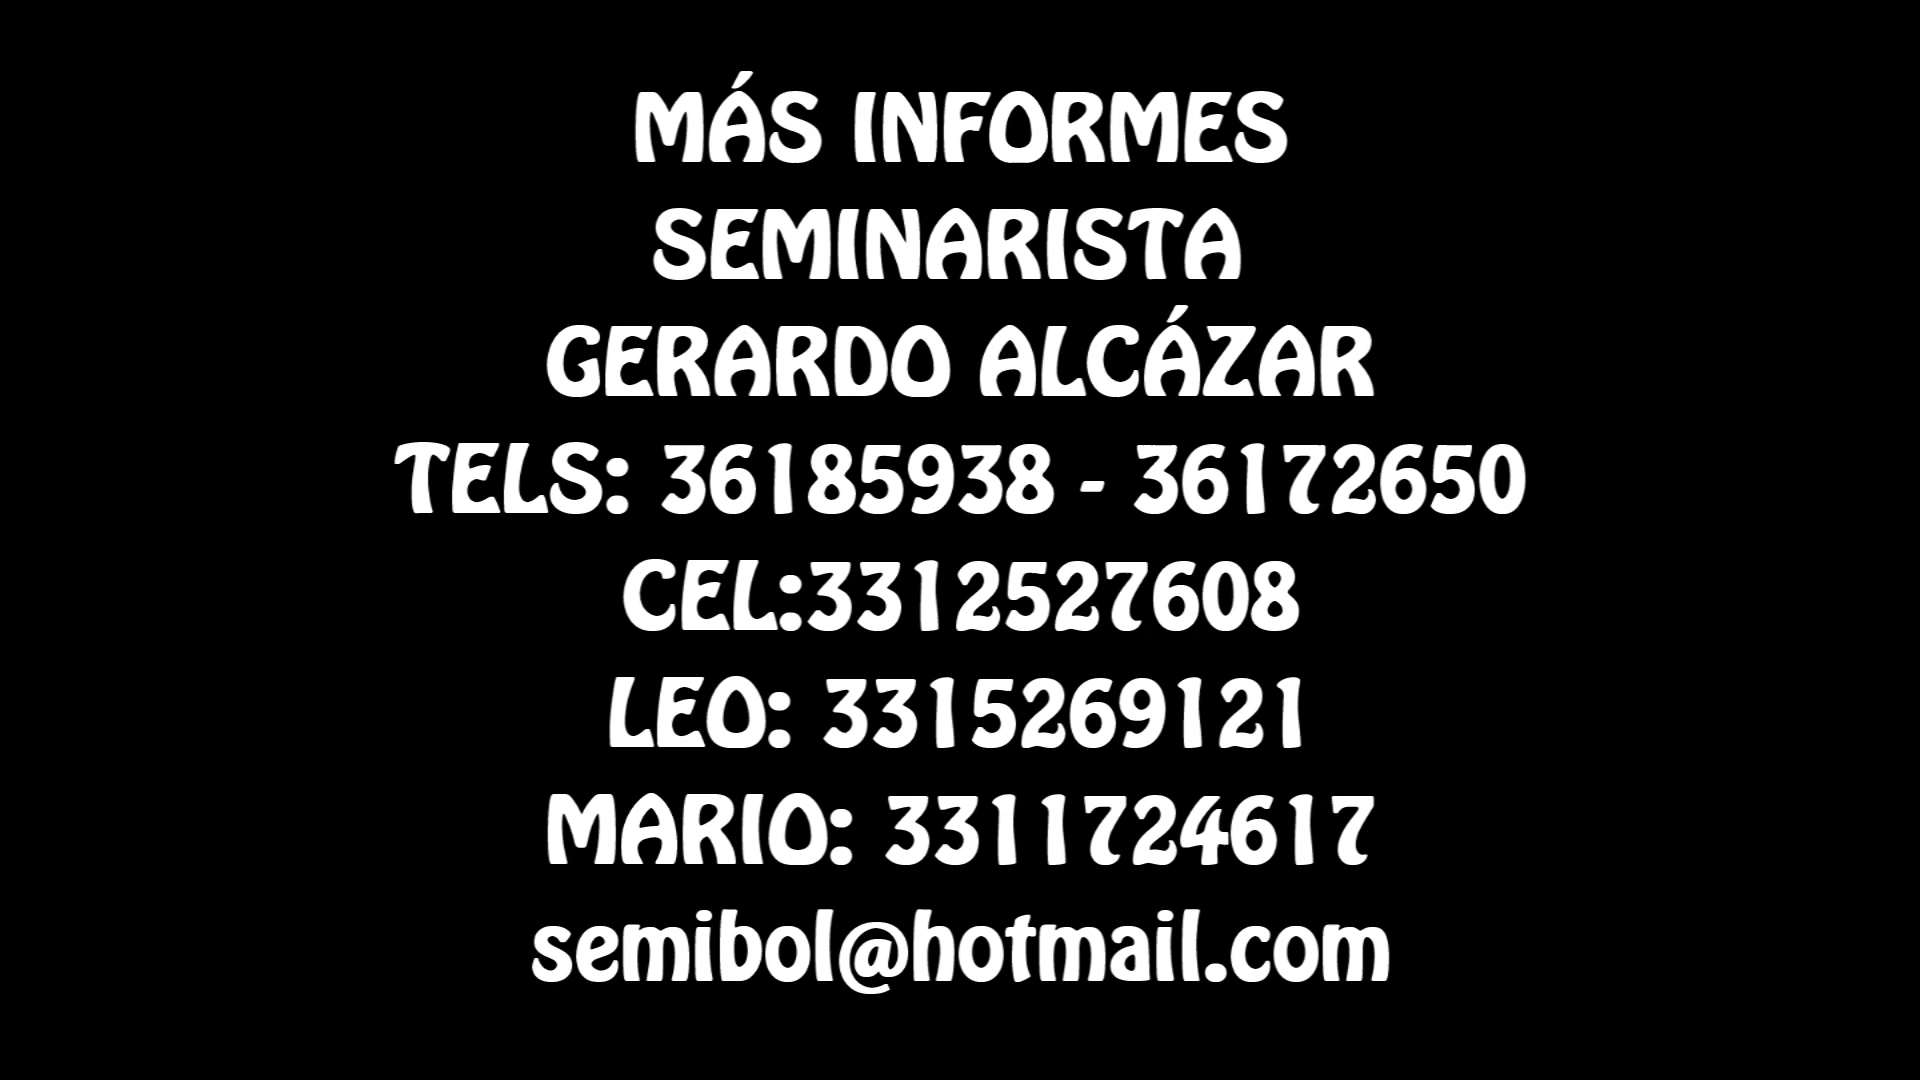 MÁS INFORMES
SEMINARISTA
GERARDO ALCÁZAR
TELS: 36185938 - 36172650
CEL:3312527608
LEO: 3315269121
MARIO: 3311724617
semibol@hotmail.com